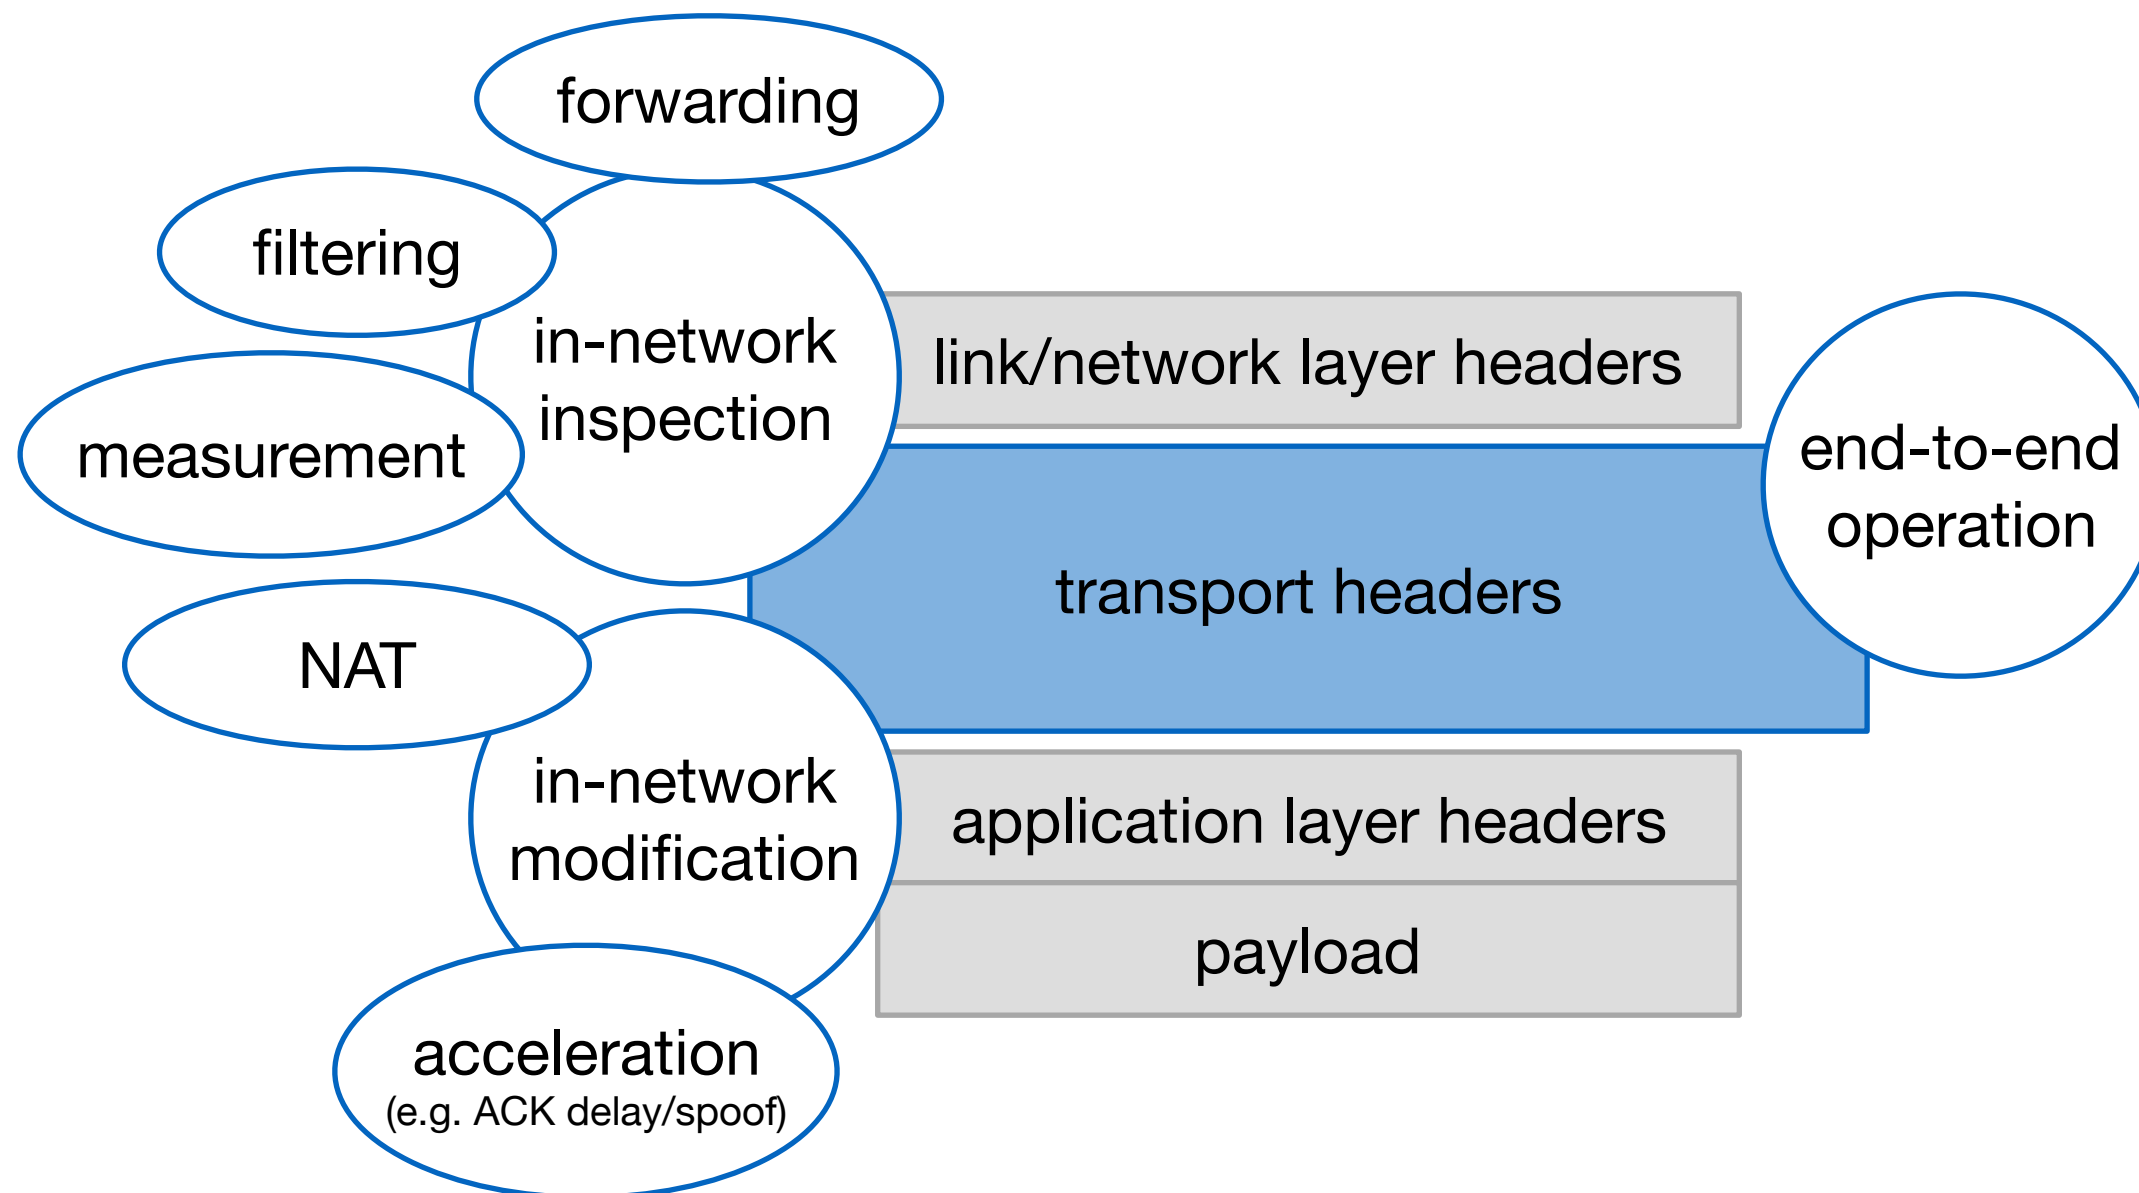 forwarding
filtering
in-network
inspection
measurement
NAT
in-network
modification
acceleration
(e.g. ACK delay/spoof)
link/network layer headers
transport headers
application layer headers
payload
end-to-end
operation